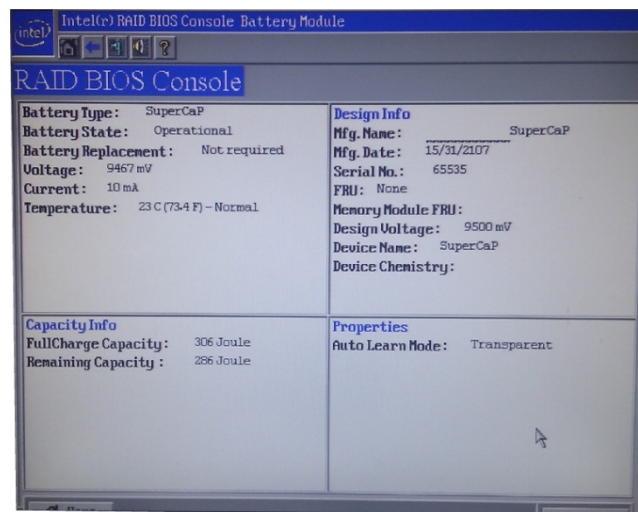 Intel(r) RAID BIOS Console Battery Module
intel
RAID BIOS Console
Battery Type: SuperCaP
Battery State: Operational
Battery Replacement: Not required
Voltage: 9467 mV
Current: 10 mA
Temperature: 23 C (73.4 F) – Normal
Design Info
Mfg. Name: SuperCaP
Mfg. Date: 15/31/2107
Serial No.: 65535
FRU: None
Memory Module FRU:
Design Voltage: 9500 mV
Device Name: SuperCaP
Device Chemistry:
Capacity Info
FullCharge Capacity: 306 Joule
Remaining Capacity : 286 Joule
Properties
Auto Learn Mode: Transparent